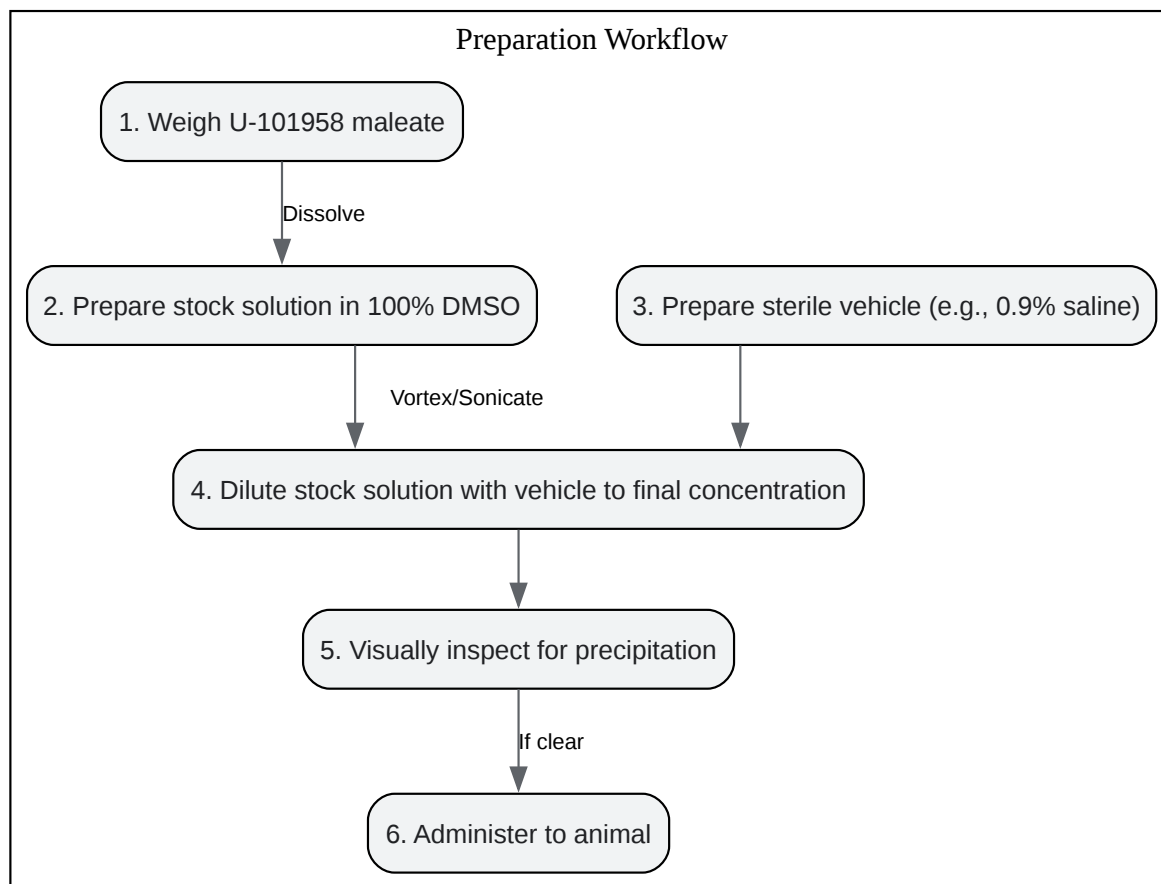 Preparation Workflow
1. Weigh U-101958 maleate
Dissolve
2. Prepare stock solution in 100% DMSO
3. Prepare sterile vehicle (e.g., 0.9% saline)
Vortex/Sonicate
4. Dilute stock solution with vehicle to final concentration
5. Visually inspect for precipitation
If clear
6. Administer to animal